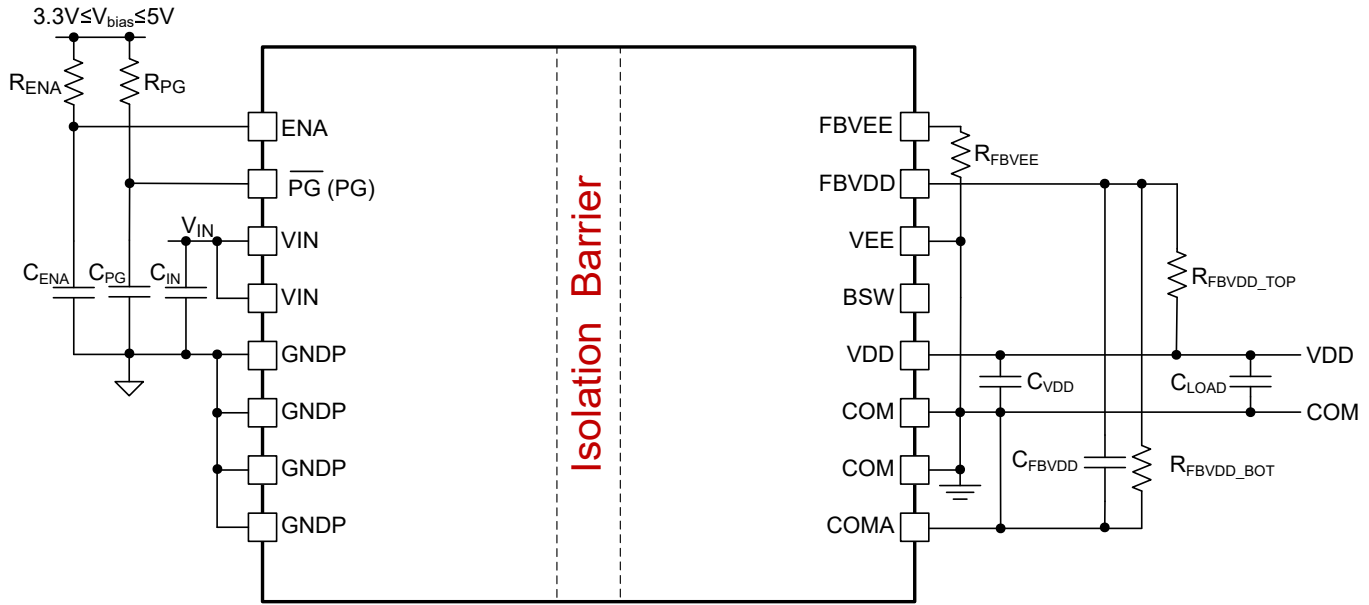 3.3V≤Vbias≤5V
RENA
RPG
ENA
PG (PG)
VIN
VIN
VIN
CENA
CPG
CIN
GNDP
GNDP
GNDP
GNDP
Isolation Barrier
FBVEE
RFBVEE
FBVDD
VEE
BSW
RFBVDD_TOP
VDD
VDD
CVDD
CLOAD
COM
COM
COM
CFBVDD
RFBVDD_BOT
COMA